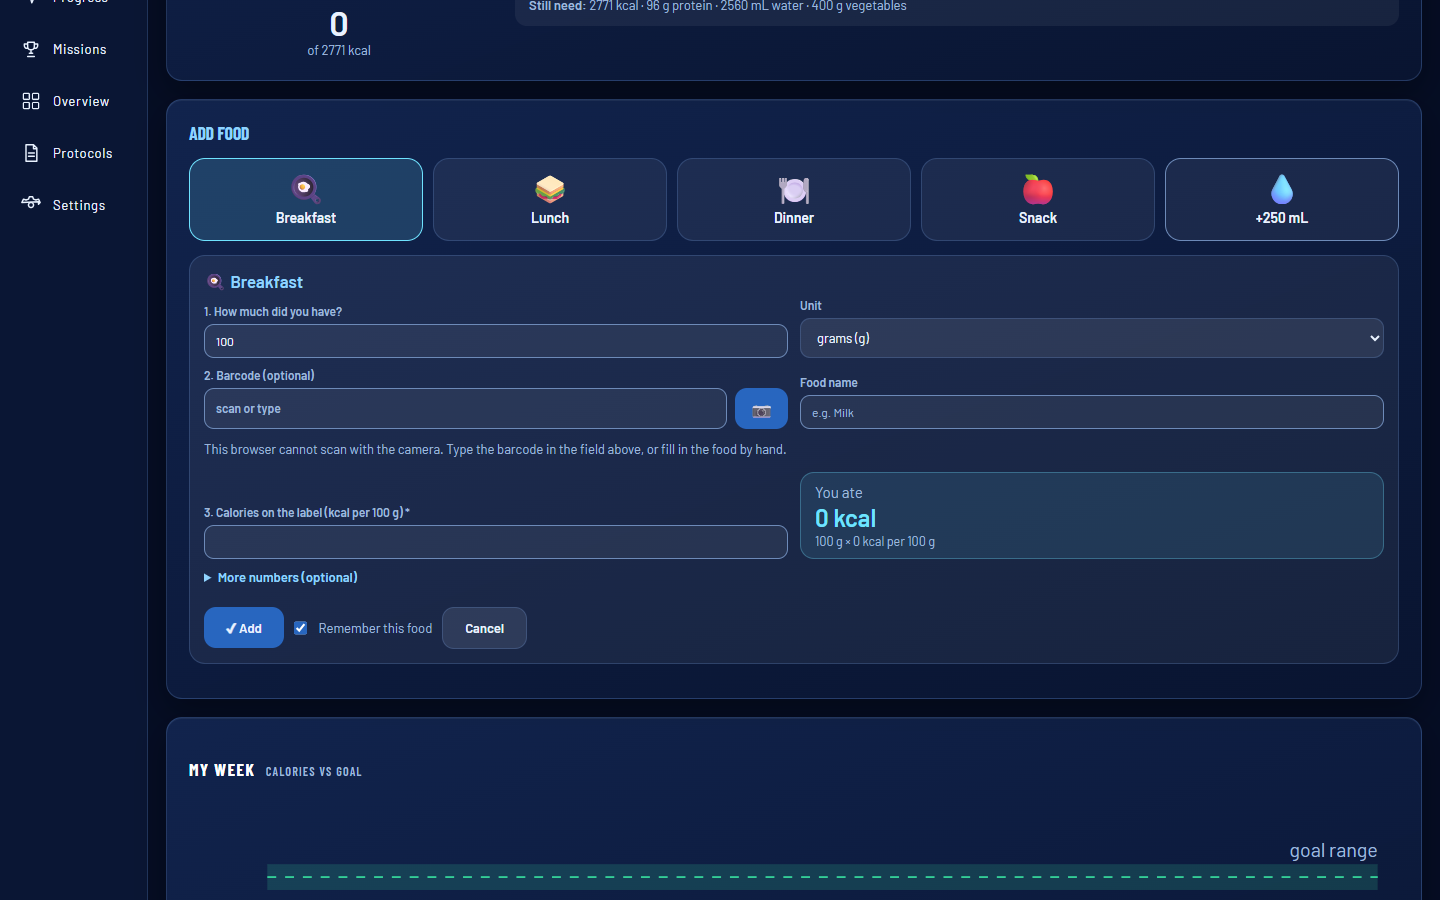 Progress
Missions
Overview
Protocols
Settings
0
of 2771 kcal
Still need: 2771 kcal · 96 g protein · 2560 mL water · 400 g vegetables
ADD FOOD
Breakfast
Lunch
Dinner
Snack
+250 mL
Breakfast
1. How much did you have?
100
Unit
grams (g)
2. Barcode (optional)
scan or type
Food name
e.g. Milk
This browser cannot scan with the camera. Type the barcode in the field above, or fill in the food by hand.
3. Calories on the label (kcal per 100 g) *
You ate
0 kcal
100 g × 0 kcal per 100 g
More numbers (optional)
✓ Add
Remember this food
Cancel
MY WEEK CALORIES VS GOAL
goal range